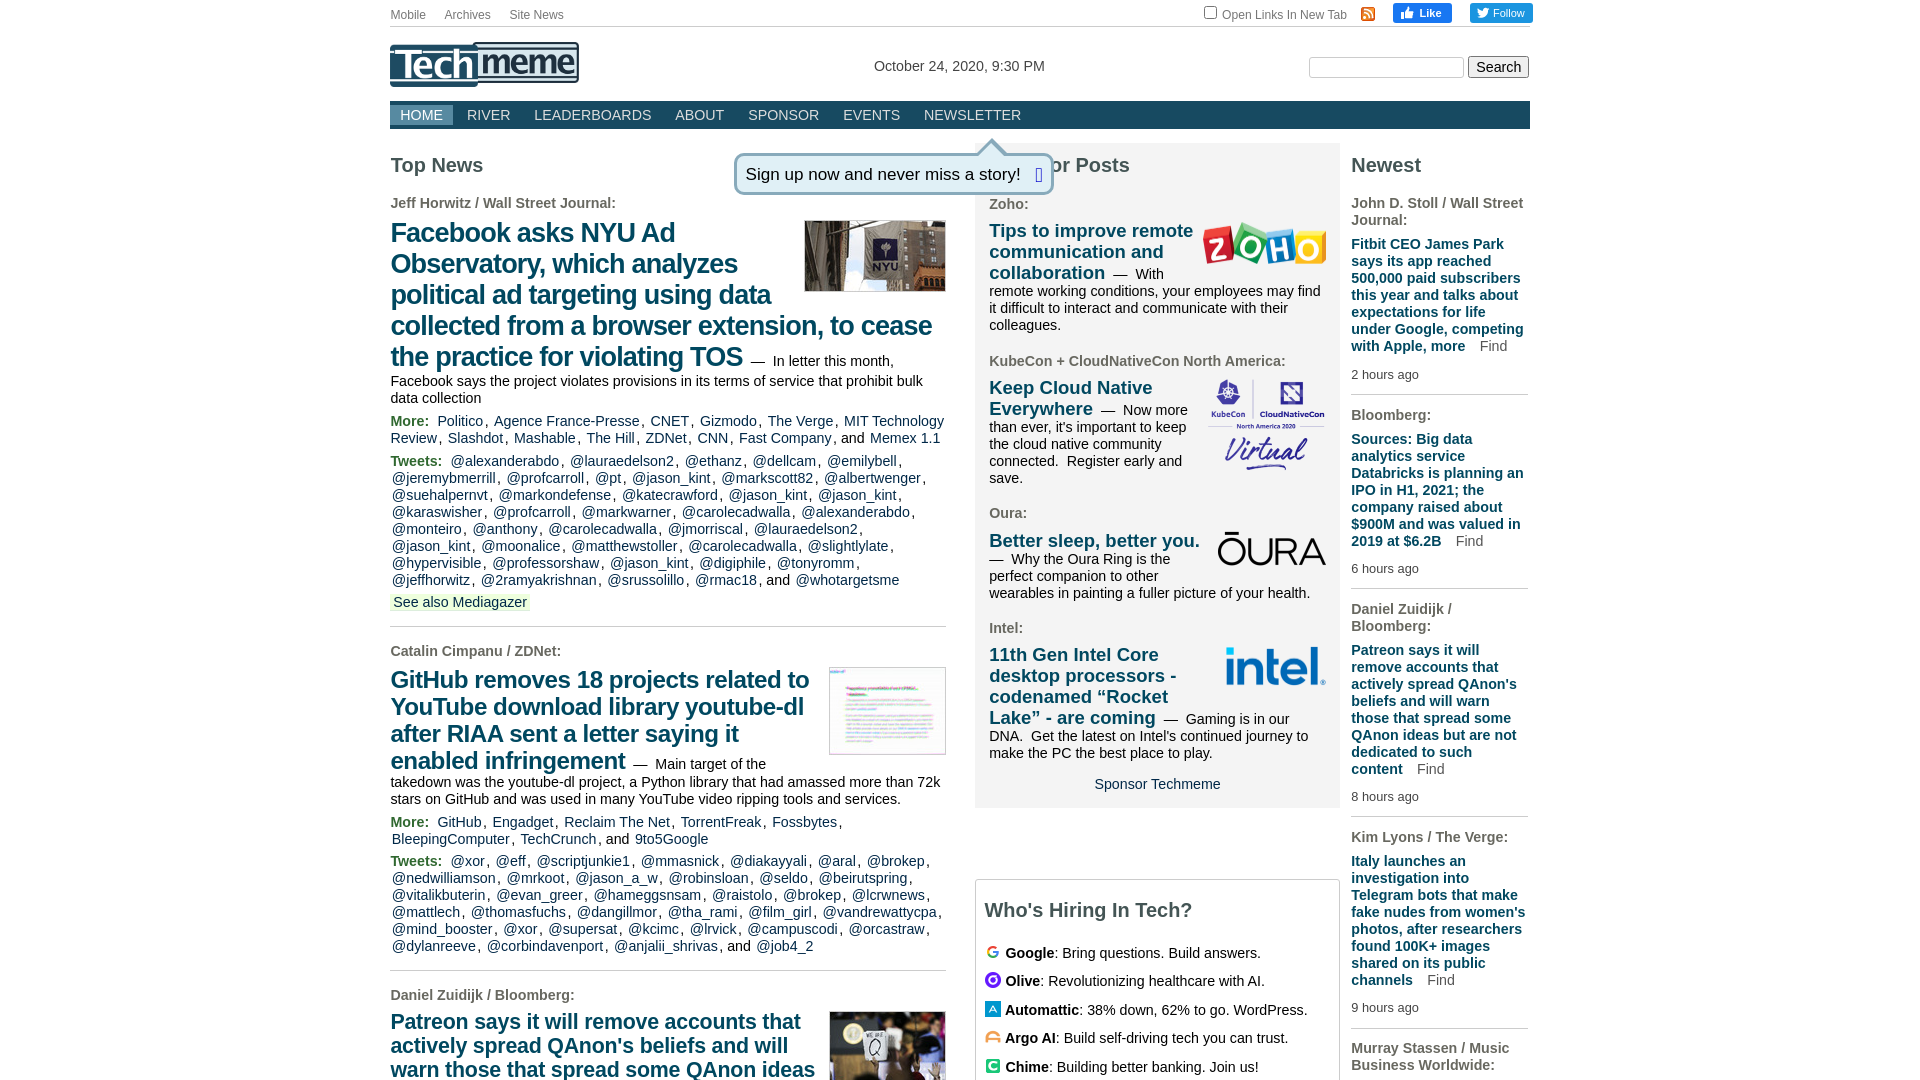 Mobile Archives Site News
Open Links In New Tab
Like
Follow
Techmeme
October 24, 2020, 9:30 PM
Search
HOME RIVER LEADERBOARDS ABOUT SPONSOR EVENTS NEWSLETTER
Sign up now and never miss a story!
Top News
Jeff Horwitz / Wall Street Journal:
Facebook asks NYU Ad
Observatory, which analyzes
political ad targeting using data
collected from a browser extension, to cease
the practice for violating TOS — In letter this month,
Facebook says the project violates provisions in its terms of service that prohibit bulk
data collection
NYU
More: Politico, Agence France-Presse, CNET, Gizmodo, The Verge, MIT Technology
Review, Slashdot, Mashable, The Hill, ZDNet, CNN, Fast Company, and Memex 1.1
Tweets: @alexanderabdo, @lauraedelson2, @ethanz, @dellcam, @emilybell,
@jeremybmerrill, @profcarroll, @pt, @jason_kint, @markscott82, @albertwenger,
@suehalpernvt, @markondefense, @katecrawford, @jason_kint, @jason_kint,
@karaswisher, @profcarroll, @markwarner, @carolecadwalla, @alexanderabdo,
@monteiro, @anthony, @carolecadwalla, @jmorriscal, @lauraedelson2,
@jason_kint, @moonalice, @matthewstoller, @carolecadwalla, @slightlylate,
@hypervisible, @professorshaw, @jason_kint, @digiphile, @tonyromm,
@jeffhorwitz, @2ramyakrishnan, @srussolillo, @rmac18, and @whotargetsme
See also Mediagazer
Catalin Cimpanu / ZDNet:
GitHub removes 18 projects related to
YouTube download library youtube-dl
after RIAA sent a letter saying it
enabled infringement — Main target of the
takedown was the youtube-dl project, a Python library that had amassed more than 72k
stars on GitHub and was used in many YouTube video ripping tools and services.
More: GitHub, Engadget, Reclaim The Net, TorrentFreak, Fossbytes,
BleepingComputer, TechCrunch, and 9to5Google
Tweets: @xor, @eff, @scriptjunkie1, @mmasnick, @diakayyali, @aral, @brokep,
@nedwilliamson, @mrkoot, @jason_a_w, @robinsloan, @seldo, @beirutspring,
@vitalikbuterin, @evan_greer, @hameggsnsam, @raistolo, @brokep, @lcrwnews,
@mattlech, @thomasfuchs, @dangillmor, @tha_rami, @film_girl, @vandrewattycpa,
@mind_booster, @xor, @supersat, @kcimc, @lrvick, @campuscodi, @orcastraw,
@dylanreeve, @corbindavenport, @anjalii_shrivas, and @job4_2
Daniel Zuidijk / Bloomberg:
Patreon says it will remove accounts that
actively spread QAnon's beliefs and will
warn those that spread some QAnon ideas
WE ARE
Q
or Posts
Zoho:
Tips to improve remote
communication and
collaboration — With
remote working conditions, your employees may find
it difficult to interact and communicate with their
colleagues.
ZOHO
KubeCon + CloudNativeCon North America:
Keep Cloud Native
Everywhere — Now more
than ever, it's important to keep
the cloud native community
connected. Register early and
save.
KubeCon CloudNativeCon
North America 2020
Virtual
Oura:
Better sleep, better you.
— Why the Oura Ring is the
perfect companion to other
wearables in painting a fuller picture of your health.
ŌURA
Intel:
11th Gen Intel Core
desktop processors -
codenamed “Rocket
Lake” - are coming — Gaming is in our
DNA. Get the latest on Intel's continued journey to
make the PC the best place to play.
intel®
Sponsor Techmeme
Who's Hiring In Tech?
Google: Bring questions. Build answers.
Olive: Revolutionizing healthcare with AI.
Automattic: 38% down, 62% to go. WordPress.
Argo AI: Build self-driving tech you can trust.
Chime: Building better banking. Join us!
Newest
John D. Stoll / Wall Street
Journal:
Fitbit CEO James Park
says its app reached
500,000 paid subscribers
this year and talks about
expectations for life
under Google, competing
with Apple, more Find
2 hours ago
Bloomberg:
Sources: Big data
analytics service
Databricks is planning an
IPO in H1, 2021; the
company raised about
$900M and was valued in
2019 at $6.2B Find
6 hours ago
Daniel Zuidijk /
Bloomberg:
Patreon says it will
remove accounts that
actively spread QAnon's
beliefs and will warn
those that spread some
QAnon ideas but are not
dedicated to such
content Find
8 hours ago
Kim Lyons / The Verge:
Italy launches an
investigation into
Telegram bots that make
fake nudes from women's
photos, after researchers
found 100K+ images
shared on its public
channels Find
9 hours ago
Murray Stassen / Music
Business Worldwide: